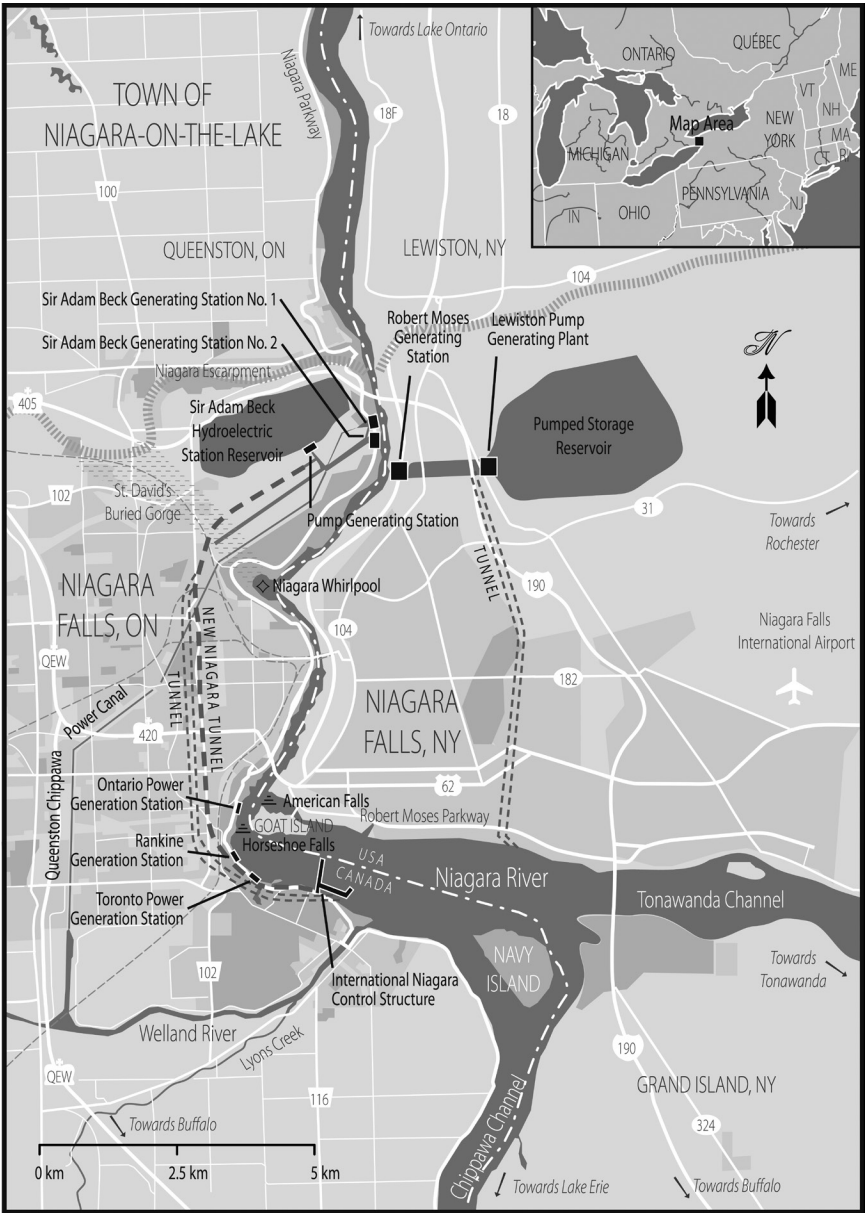 Towards Lake Ontario
Niagara Parkway
TOWN OF
NIAGARA-ON-THE-LAKE
18F
18
100
ONTARIO
QUÉBEC
ME
VT
NH
NEW
YORK
MA
CT
RI
Map Area
MICHIGAN
PENNSYLVANIA
NJ
IN
OHIO
QUEENSTON, ON
LEWISTON, NY
104
Sir Adam Beck Generating Station No. 1
Sir Adam Beck Generating Station No. 2
Robert Moses
Generating
Station
Lewiston Pump
Generating Plant
N
Niagara Escarpment
405
Sir Adam Beck
Hydroelectric
Station Reservoir
Pumped Storage
Reservoir
102
St. David's
Buried Gorge
Pump Generating Station
31
Towards
Rochester
TUNNEL
190
NIAGARA
FALLS, ON
Niagara Whirlpool
104
Niagara Falls
International Airport
QEW
NEW NIAGARA TUNNEL
TUNNEL
182
Power Canal
NIAGARA
FALLS, NY
420
Queenston Chippawa
62
Ontario Power
Generation Station
American Falls
Robert Moses Parkway
GOAT ISLAND
Horseshoe Falls
Rankine
Generation Station
USA
CANADA
Niagara River
Toronto Power
Generation Station
Tonawanda Channel
NAVY
ISLAND
Towards
Tonawanda
102
International Niagara
Control Structure
Welland River
Lyons Creek
190
QEW
116
GRAND ISLAND, NY
324
Towards Buffalo
Chippawa Channel
0 km
2.5 km
5 km
Towards Lake Erie
Towards Buffalo